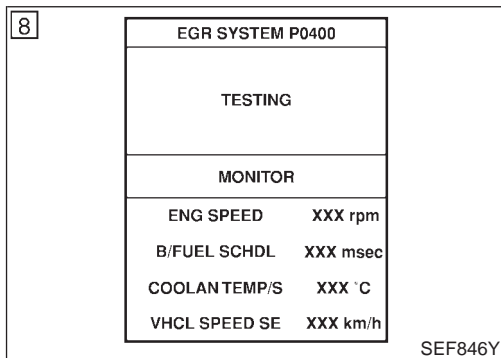 8
EGR SYSTEM P0400
TESTING
MONITOR
ENG SPEED XXX rpm
B/FUEL SCHDL XXX msec
COOLAN TEMP/S XXX °C
VHCL SPEED SE XXX km/h
SEF846Y